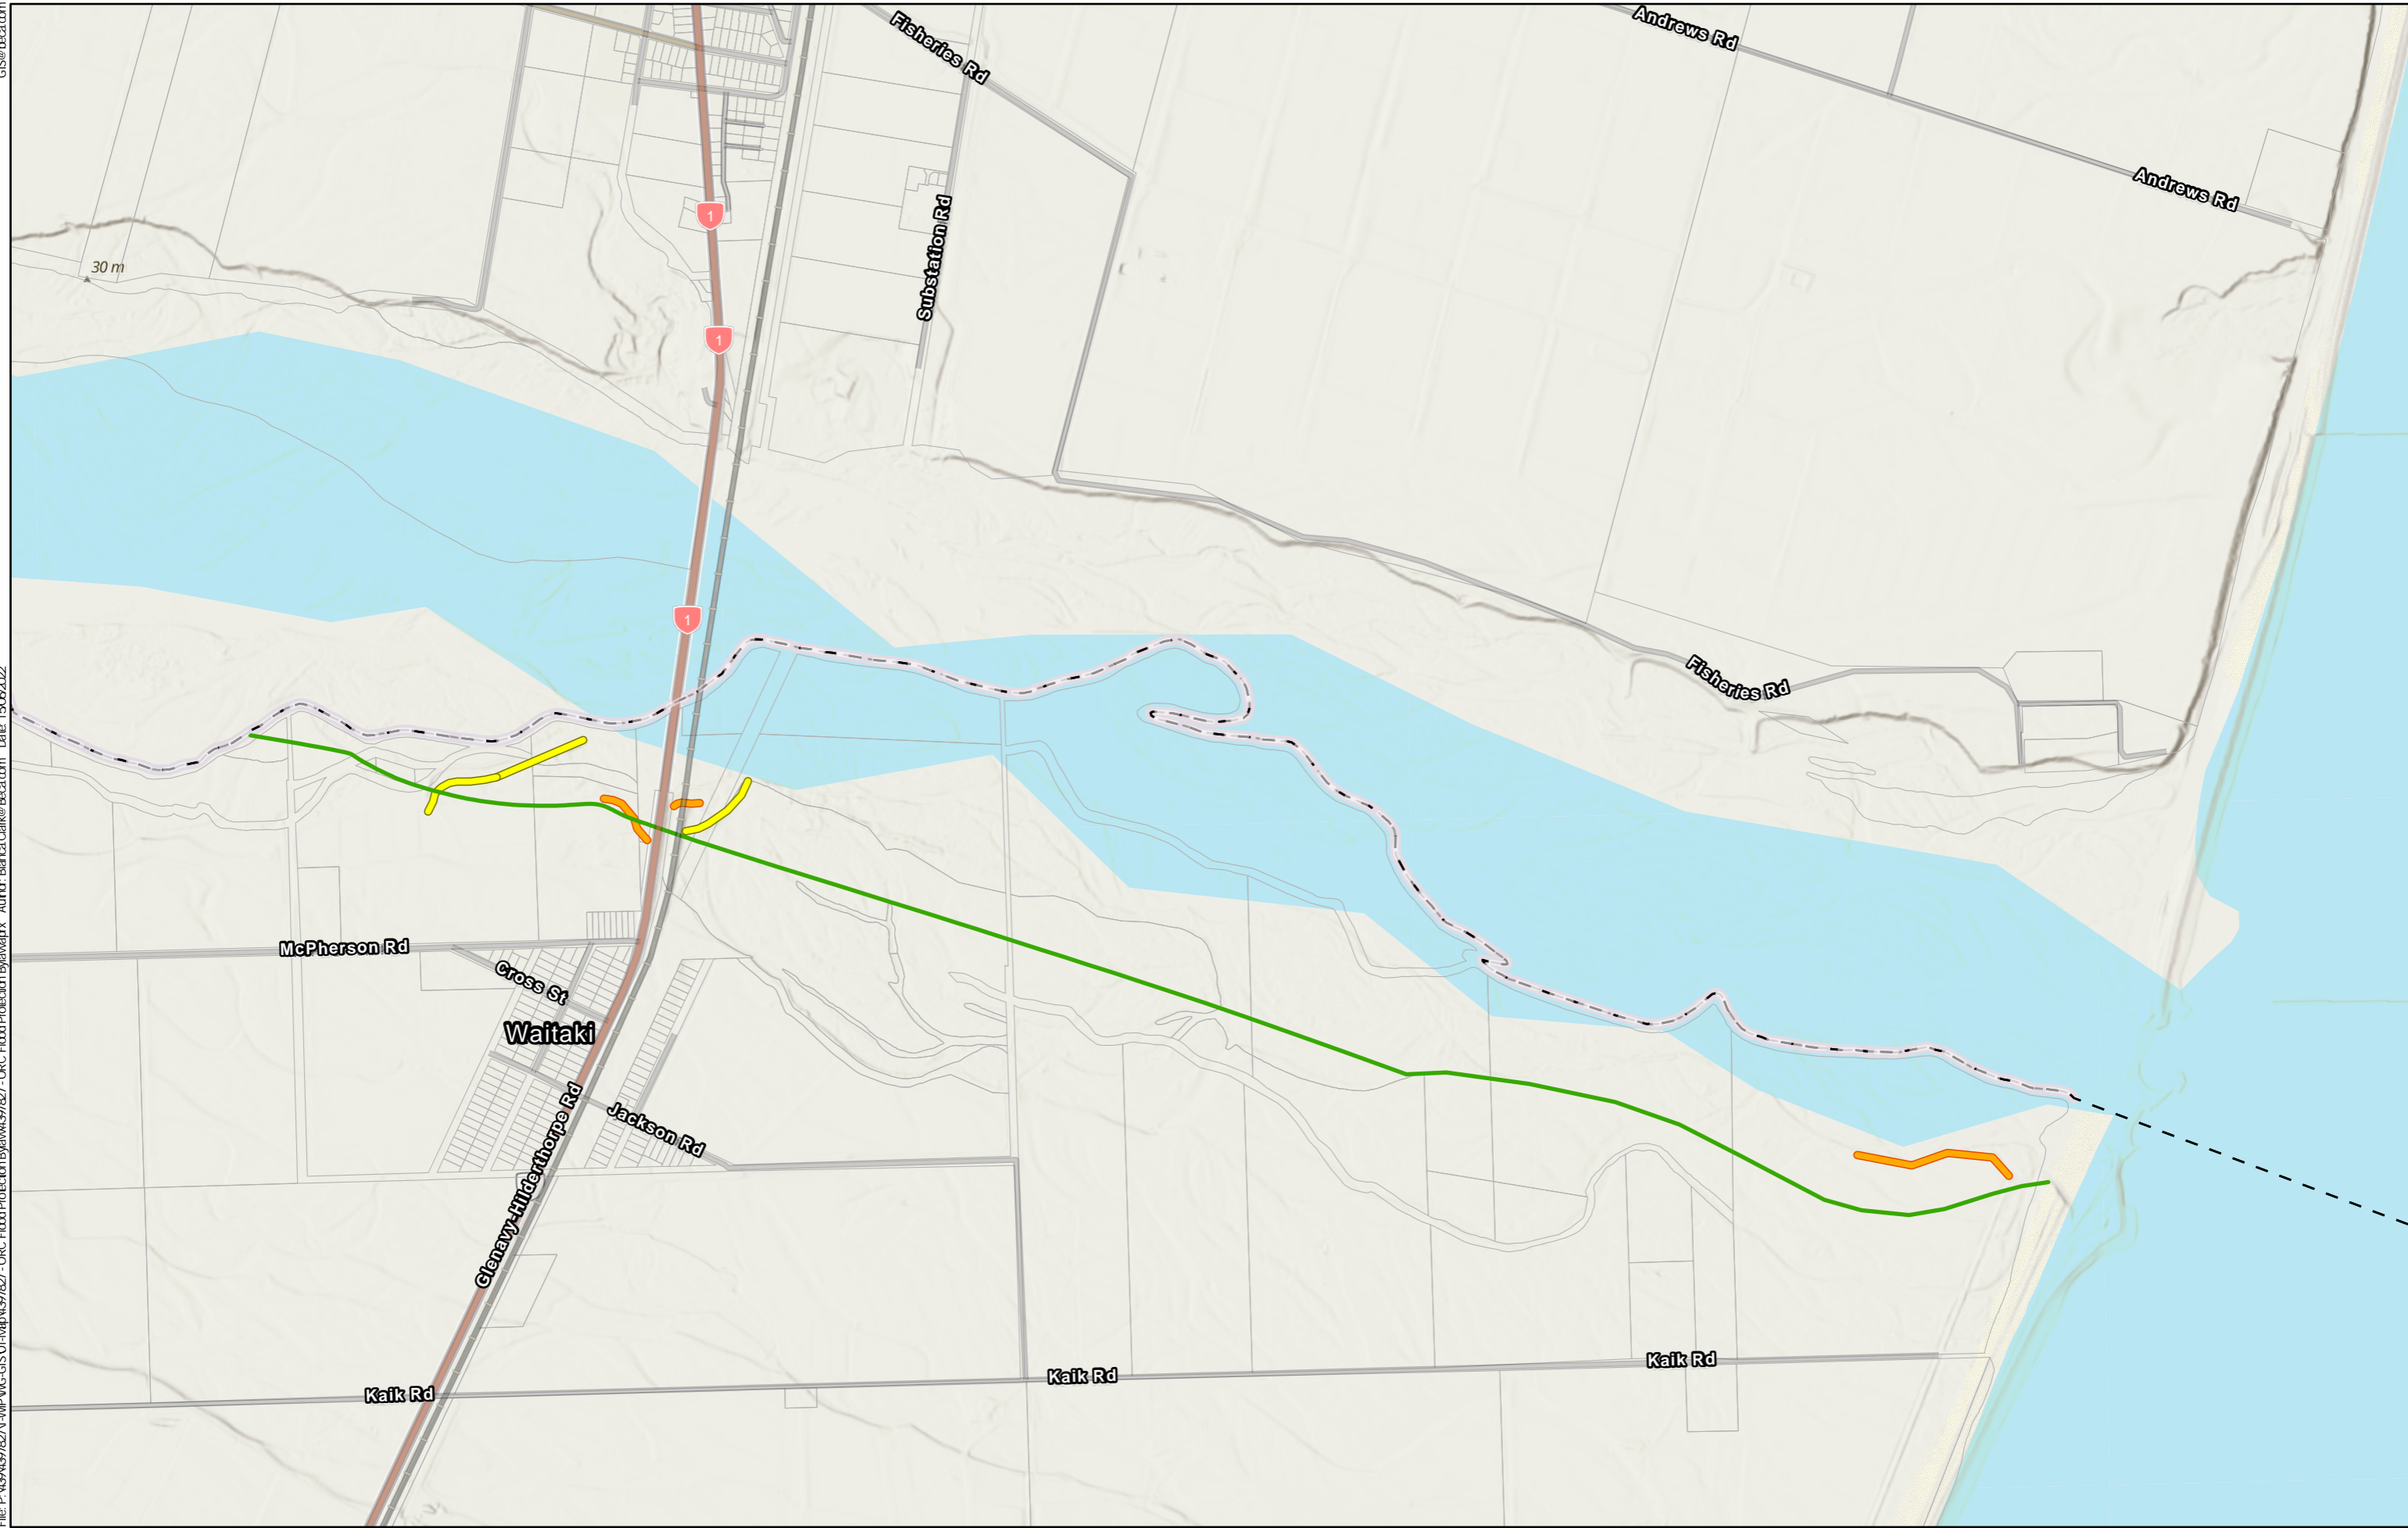 Andrews Rd
Fisheries Rd
Andrews Rd
1
Substation Rd
30 m
1
1
Fisheries Rd
McPherson Rd
Cross St
Waitaki
Glenavy-Hilderthorpe Rd
Jackson Rd
Kaik Rd
Kaik Rd
Kaik Rd